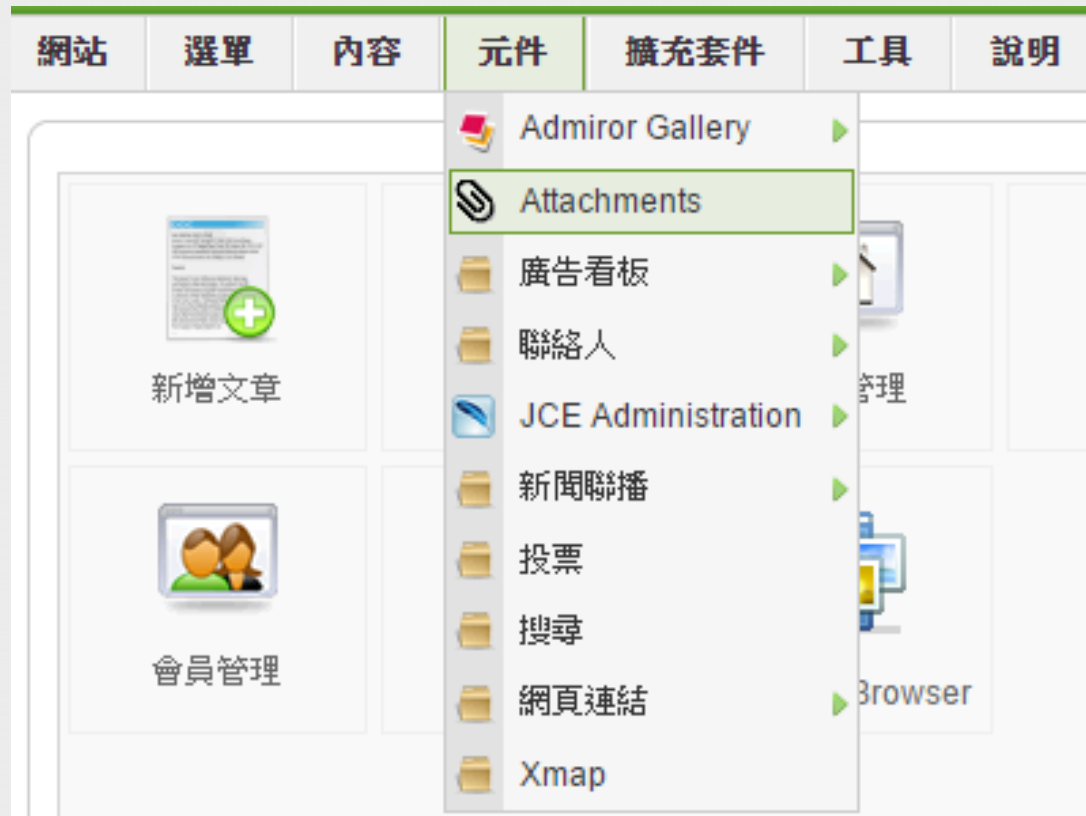 網站 選單 內容 元件 擴充套件 工具 說明
Admiror Gallery
Attachments
廣告看板
聯絡人
新增文章
管理
JCE Administration
新聞聯播
投票
搜尋
會員管理
網頁連結
Browser
Xmap